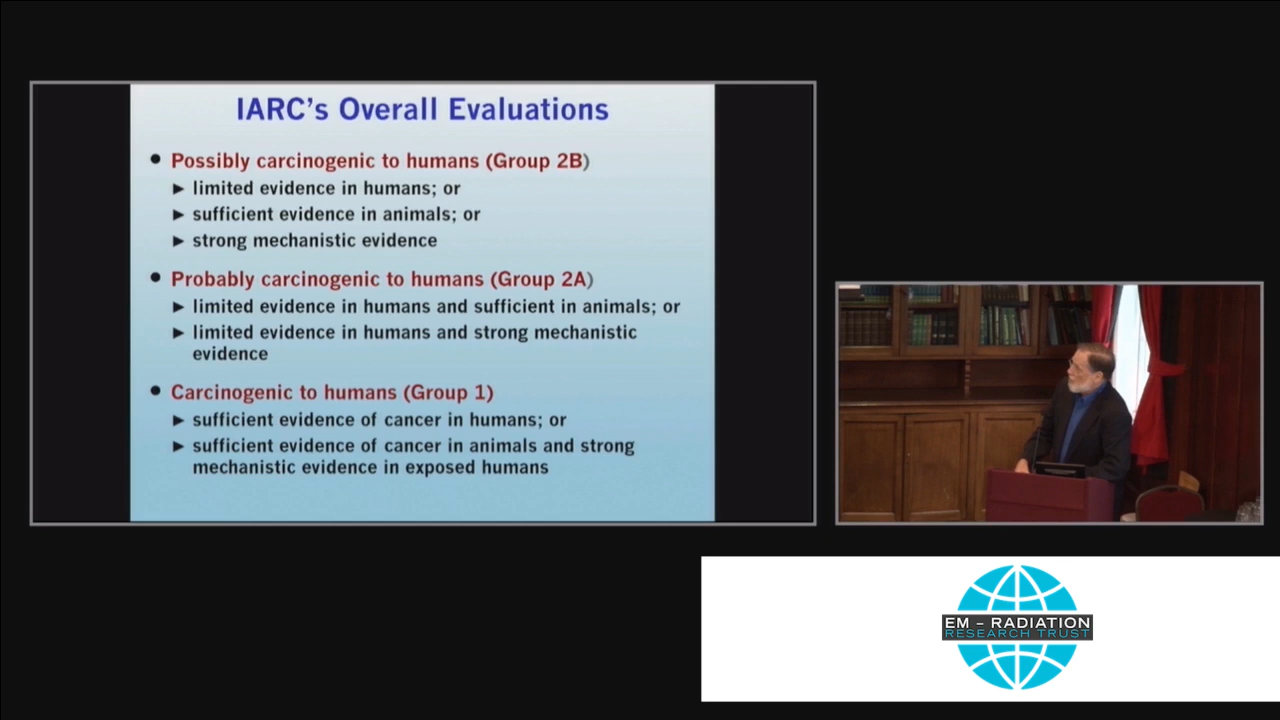 IARC's Overall Evaluations
• Possibly carcinogenic to humans (Group 2B)
► limited evidence in humans; or
► sufficient evidence in animals; or
► strong mechanistic evidence
• Probably carcinogenic to humans (Group 2A)
► limited evidence in humans and sufficient in animals; or
► limited evidence in humans and strong mechanistic
evidence
• Carcinogenic to humans (Group 1)
► sufficient evidence of cancer in humans; or
► sufficient evidence of cancer in animals and strong
mechanistic evidence in exposed humans
EM – RADIATION
RESEARCH TRUST